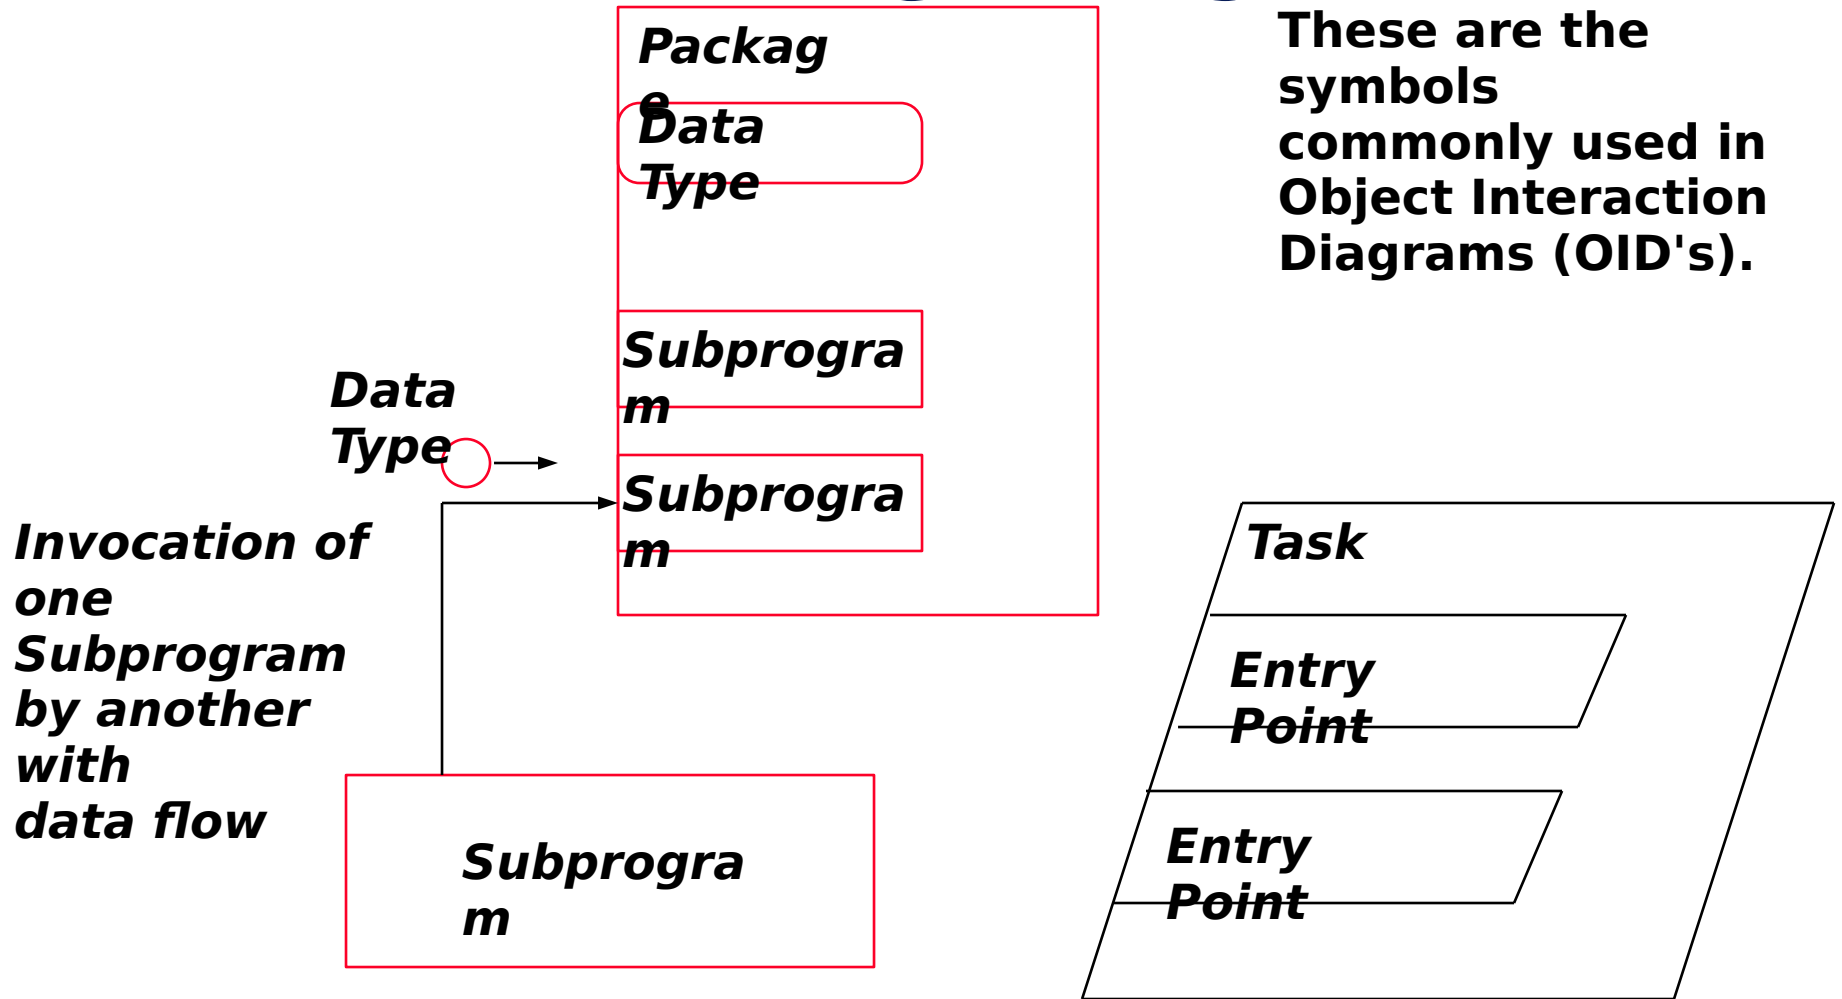 Packag
e
Data
Type
These are the
symbols
commonly used in
Object Interaction
Diagrams (OID's).
Subprogra
m
Data
Type
Subprogra
m
Invocation of
one
Subprogram
by another
with
data flow
Task
Entry
Point
Entry
Point
Subprogra
m